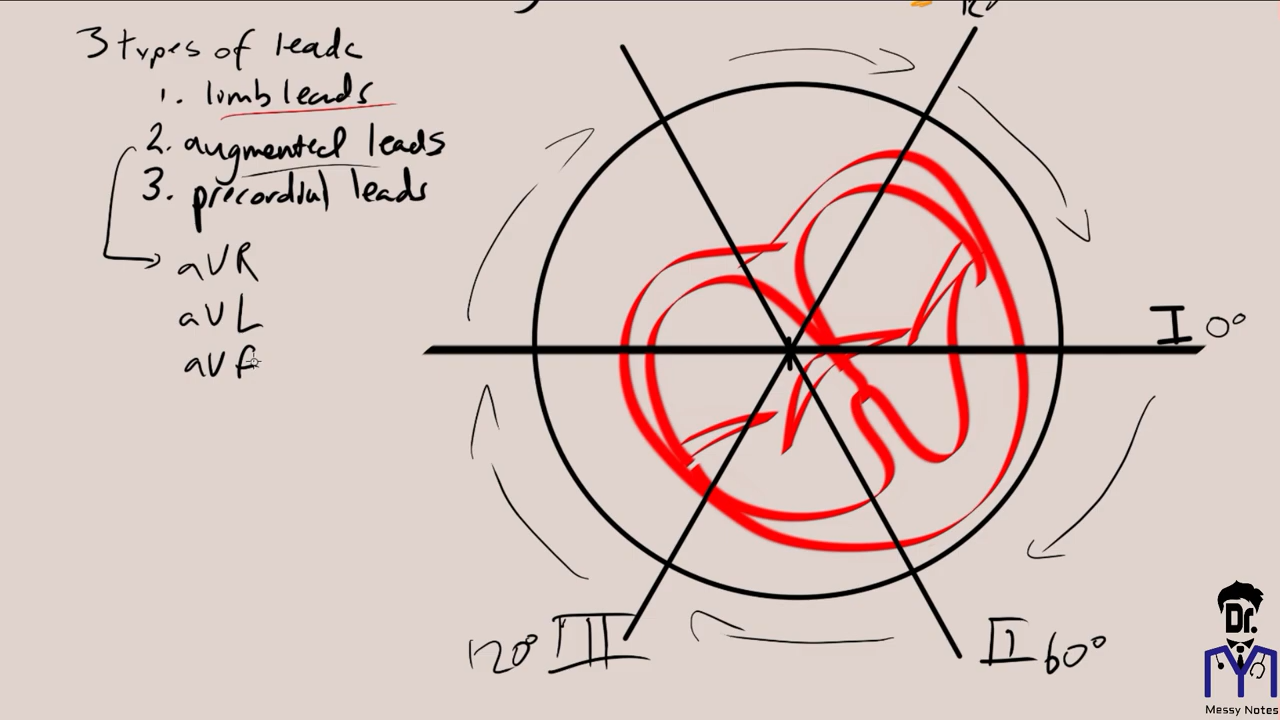 3 types of leads
1. limb leads
2. augmented leads
3. precordial leads
aVR
aVL
aVF
I 0°
120° III
II 60°
Dr.
Messy Notes